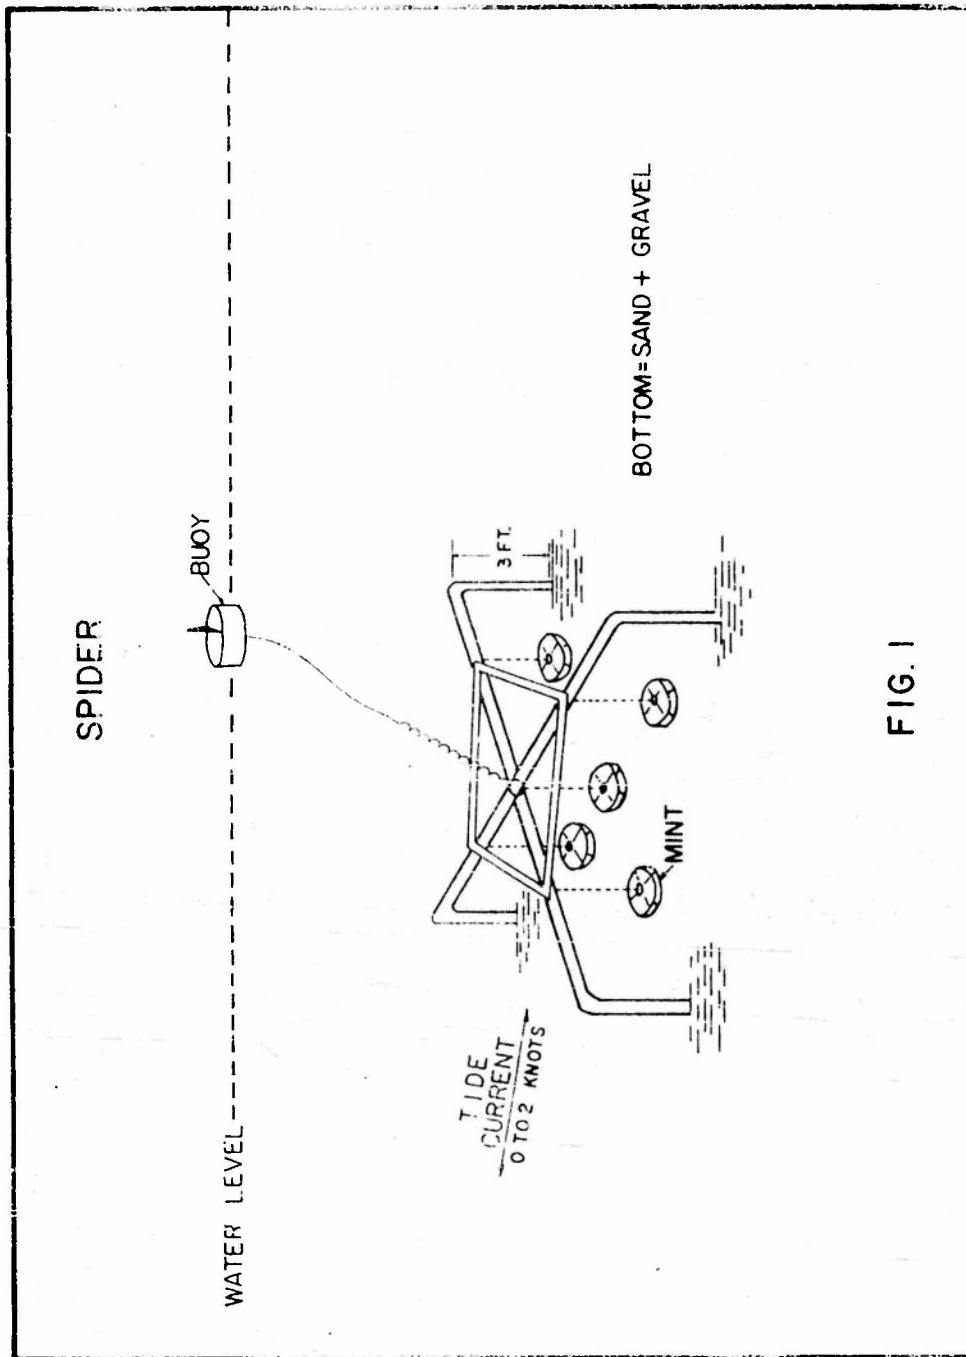 SPIDER
BUOY
WATER LEVEL
3 FT.
TIDE
CURRENT
0 TO 2 KNOTS
MINT
BOTTOM=SAND + GRAVEL
FIG. 1